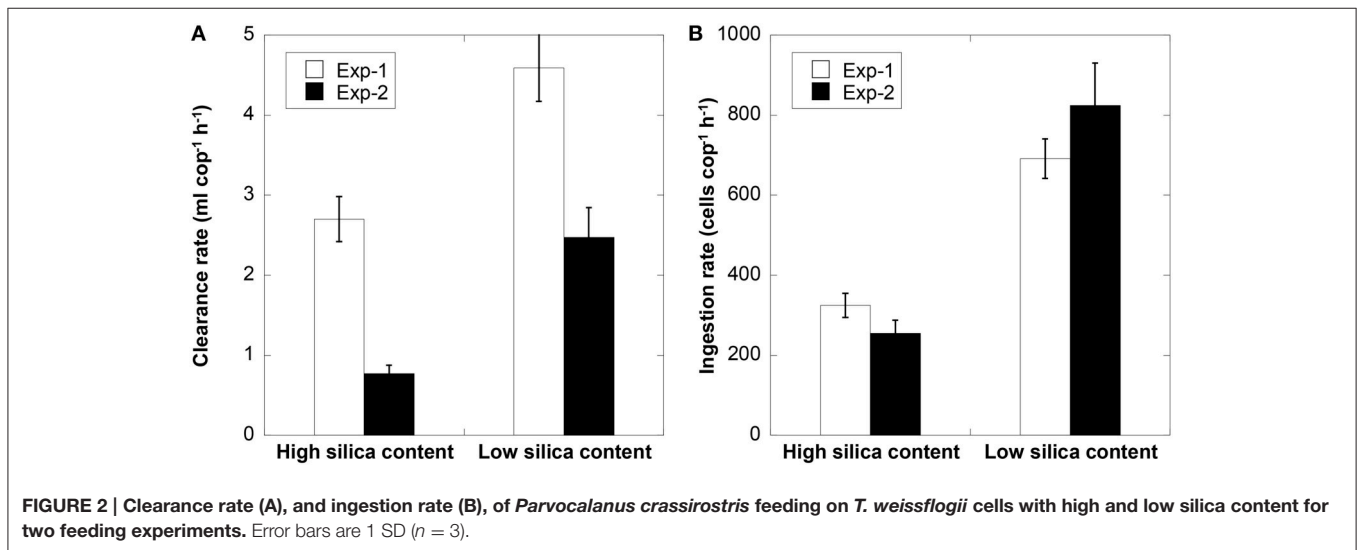 A
Clearance rate (ml cop-1 h-1)
5
4
3
2
1
0
Exp-1
Exp-2
High silica content
Low silica content
B
Ingestion rate (cells cop-1 h-1)
1000
800
600
400
200
0
Exp-1
Exp-2
High silica content
Low silica content
FIGURE 2 | Clearance rate (A), and ingestion rate (B), of Parvocalanus crassirostris feeding on T. weissflogii cells with high and low silica content for
two feeding experiments. Error bars are 1 SD (n = 3).